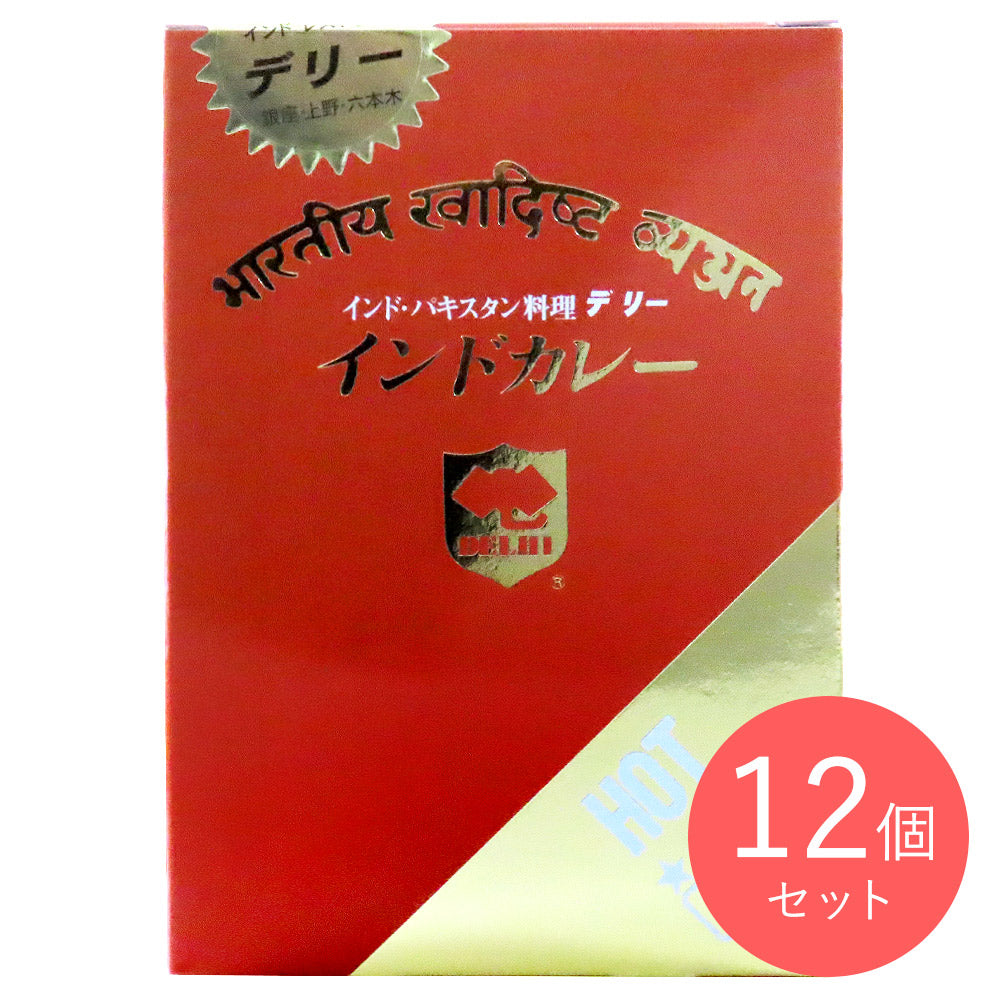 デリー
銀座・上野・六本木
भारतीय स्वादिष्ट व्यञ्जन
インド・パキスタン料理 デリー
インドカレー
DELHI
®
HOT
12個
セット